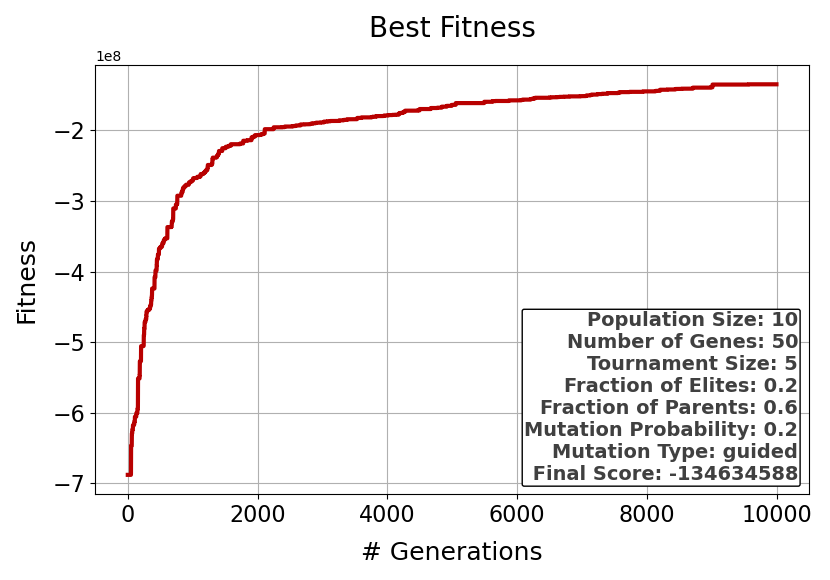 Best Fitness
1e8
−2
−3
−4
−5
−6
−7
Fitness
Population Size: 10
Number of Genes: 50
Tournament Size: 5
Fraction of Elites: 0.2
Fraction of Parents: 0.6
Mutation Probability: 0.2
Mutation Type: guided
Final Score: -134634588
0 2000 4000 6000 8000 10000
# Generations